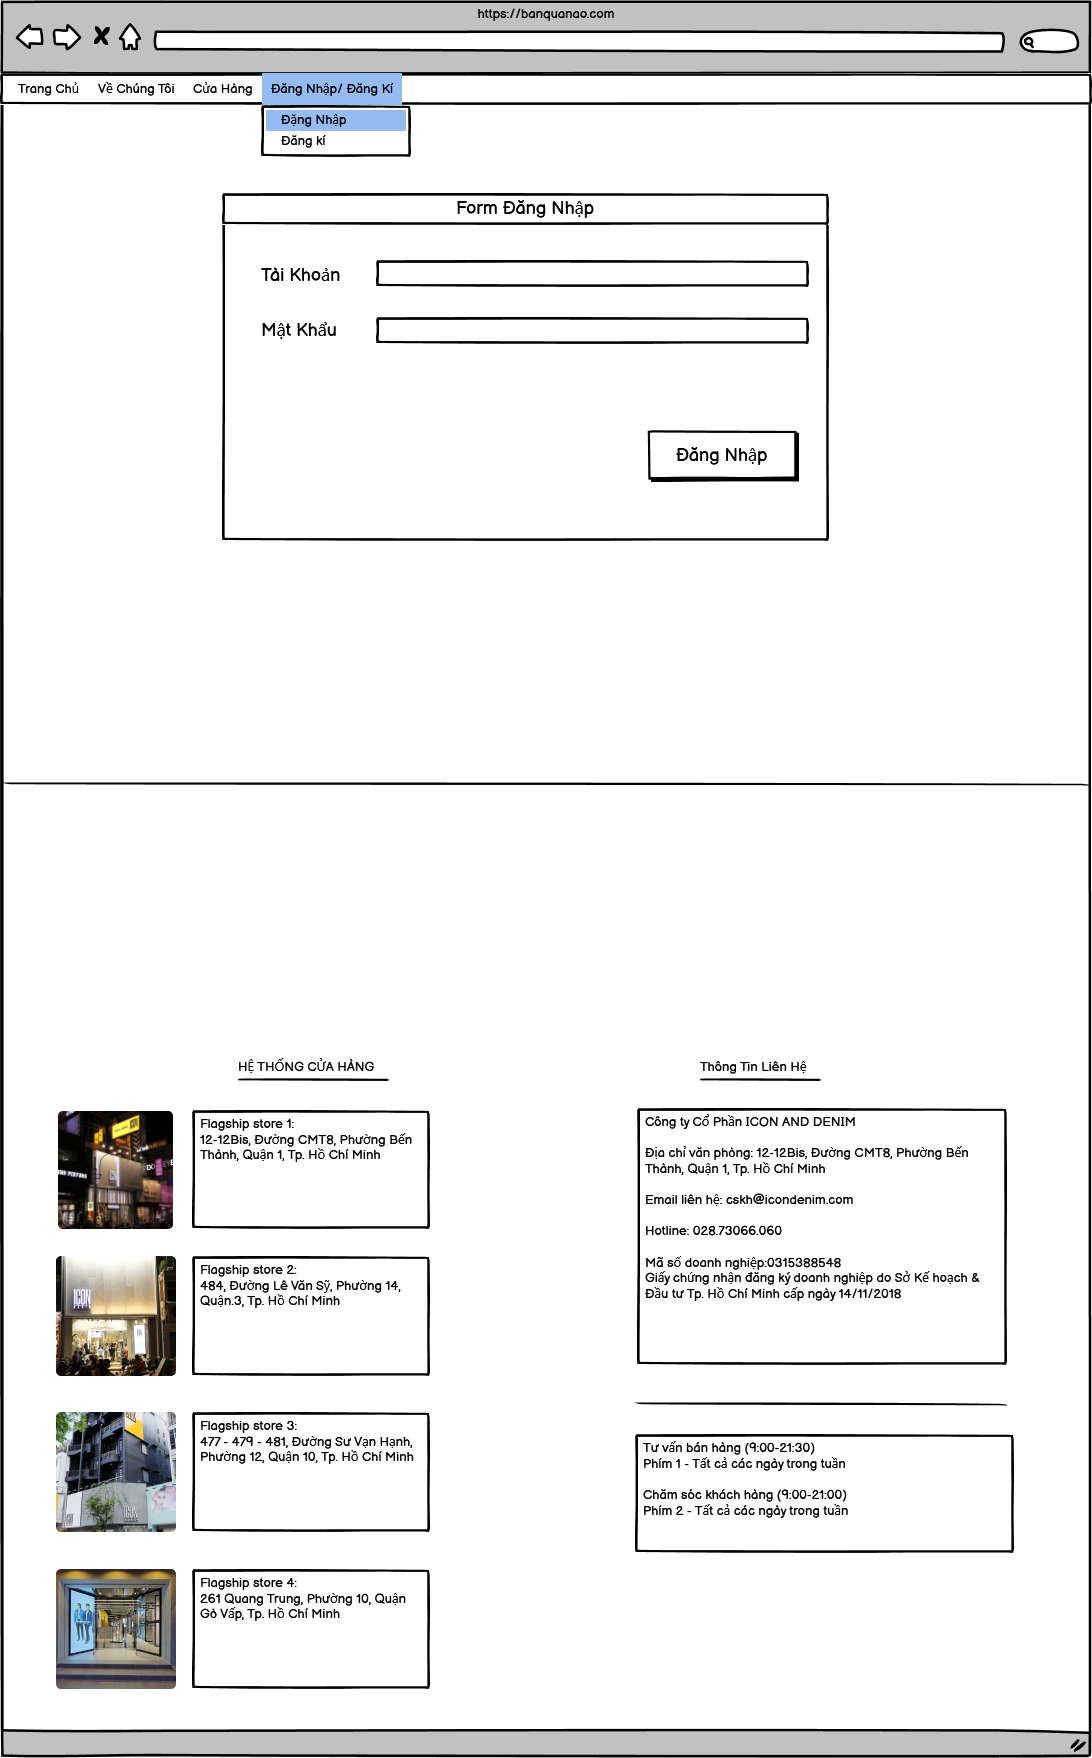 https://banquanao.com
Trang Chủ Về Chúng Tôi Cửa Hàng Đăng Nhập/ Đăng Kí
Đặng Nhập
Đăng kí
Form Đăng Nhập
Tài Khoản
Mật Khẩu
Đăng Nhập
HỆ THỐNG CỬA HÀNG
Flagship store 1:
12-12Bis, Đường CMT8, Phường Bến
Thành, Quận 1, Tp. Hồ Chí Minh
ICON
Flagship store 2:
484, Đường Lê Văn Sỹ, Phường 14,
Quận.3, Tp. Hồ Chí Minh
ICON
Flagship store 3:
477 - 479 - 481, Đường Sư Vạn Hạnh,
Phường 12, Quận 10, Tp. Hồ Chí Minh
Flagship store 4:
261 Quang Trung, Phường 10, Quận
Gò Vấp, Tp. Hồ Chí Minh
Thông Tin Liên Hệ
Công ty Cổ Phần ICON AND DENIM
Địa chỉ văn phòng: 12-12Bis, Đường CMT8, Phường Bến
Thành, Quận 1, Tp. Hồ Chí Minh
Email liên hệ: cskh@icondenim.com
Hotline: 028.73066.060
Mã số doanh nghiệp:0315388548
Giấy chứng nhận đăng ký doanh nghiệp do Sở Kế hoạch &
Đầu tư Tp. Hồ Chí Minh cấp ngày 14/11/2018
Tư vấn bán hàng (9:00-21:30)
Phím 1 - Tất cả các ngày trong tuần
Chăm sóc khách hàng (9:00-21:00)
Phím 2 - Tất cả các ngày trong tuần